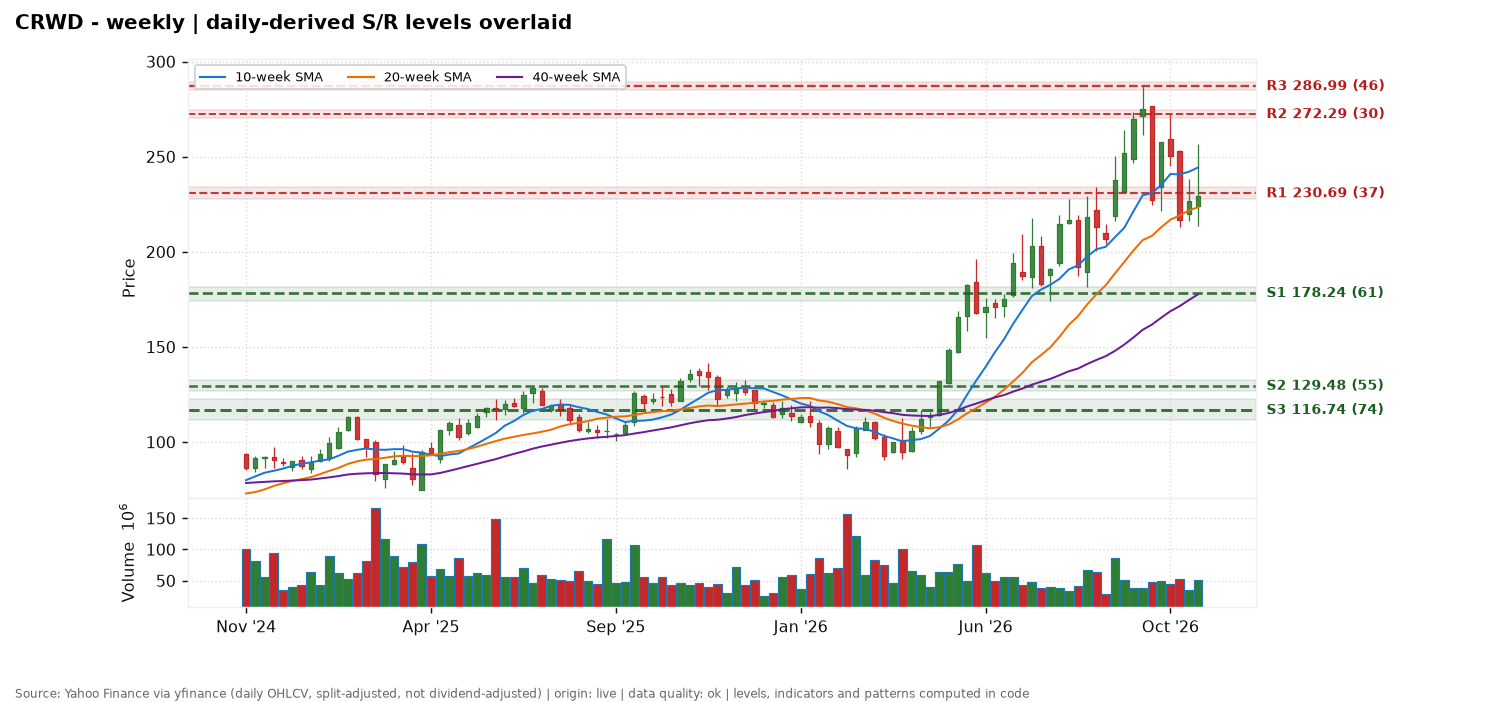 CRWD - weekly | daily-derived S/R levels overlaid
300
10-week SMA 20-week SMA 40-week SMA
R3 286.99 (46)
R2 272.29 (30)
250
R1 230.69 (37)
200
Price
S1 178.24 (61)
150
S2 129.48 (55)
S3 116.74 (74)
100
150
100
50
Volume 10⁶
Nov '24 Apr '25 Sep '25 Jan '26 Jun '26 Oct '26
Source: Yahoo Finance via yfinance (daily OHLCV, split-adjusted, not dividend-adjusted) | origin: live | data quality: ok | levels, indicators and patterns computed in code